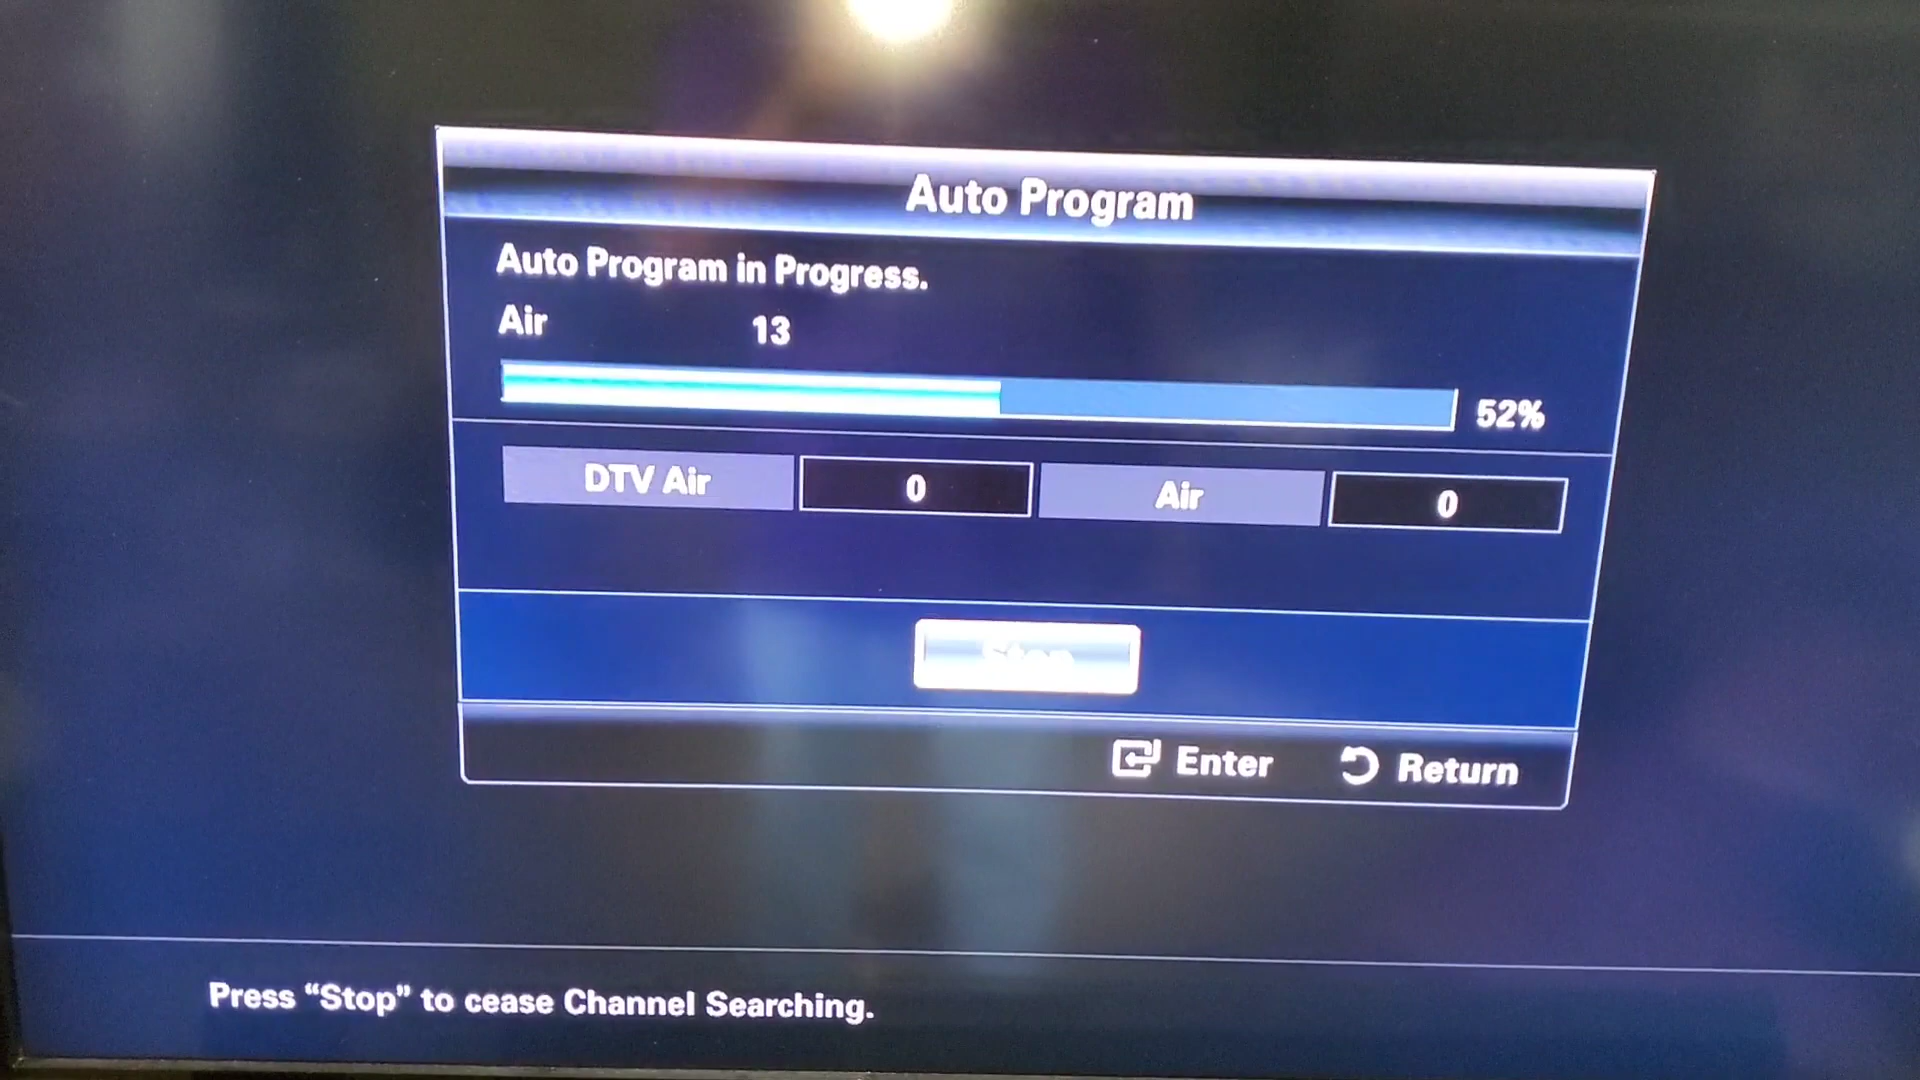 Auto Program
Auto Program in Progress.
Air 13
52%
DTV Air 0 Air 0
Stop
Enter Return
Press “Stop” to cease Channel Searching.